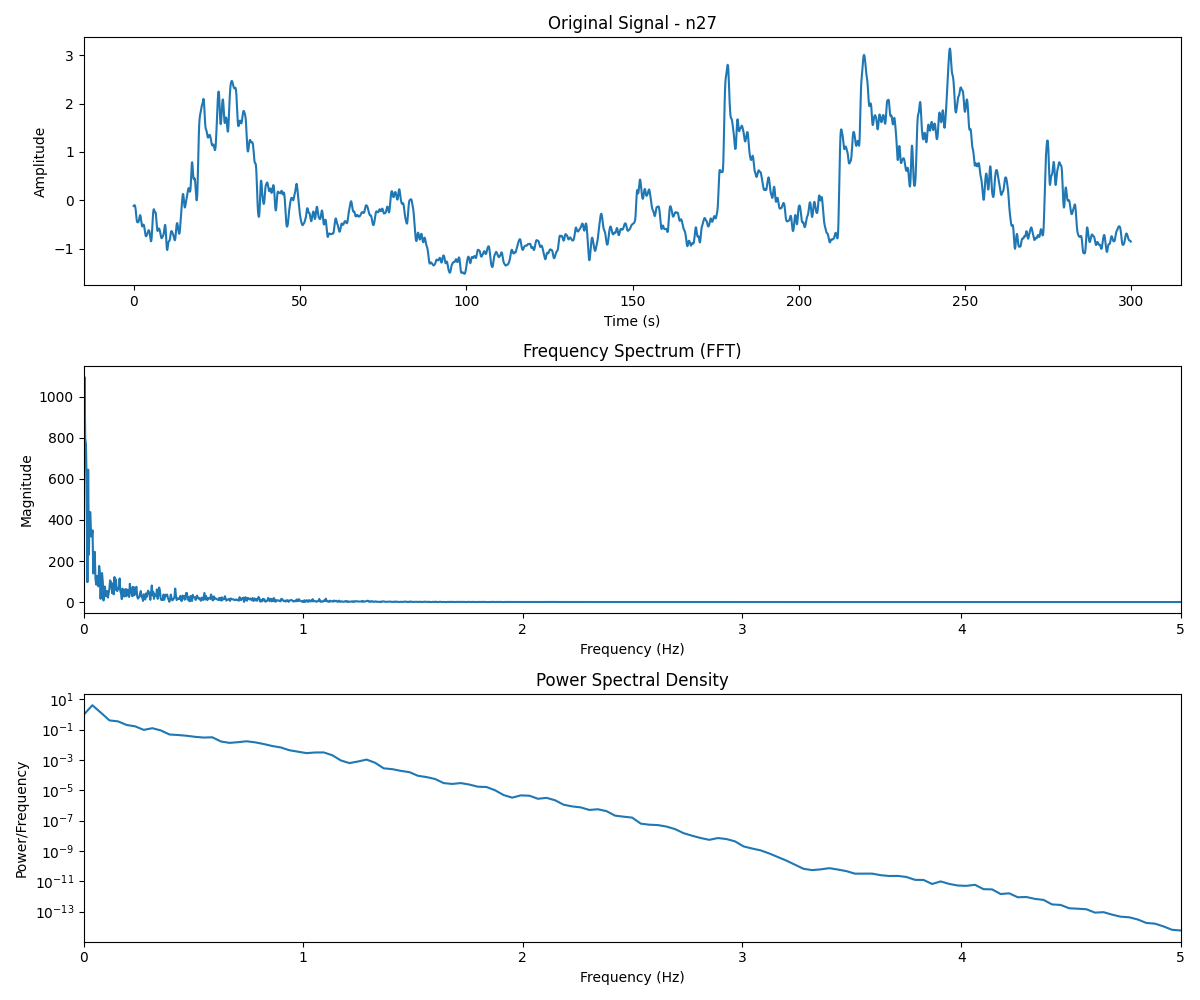 Original Signal - n27
3
2
1
0
−1
Amplitude
0 50 100 150 200 250 300
Time (s)
Frequency Spectrum (FFT)
1000
800
600
400
200
0
Magnitude
0 1 2 3 4 5
Frequency (Hz)
Power Spectral Density
10^1
10^−1
10^−3
10^−5
10^−7
10^−9
10^−11
10^−13
Power/Frequency
0 1 2 3 4 5
Frequency (Hz)